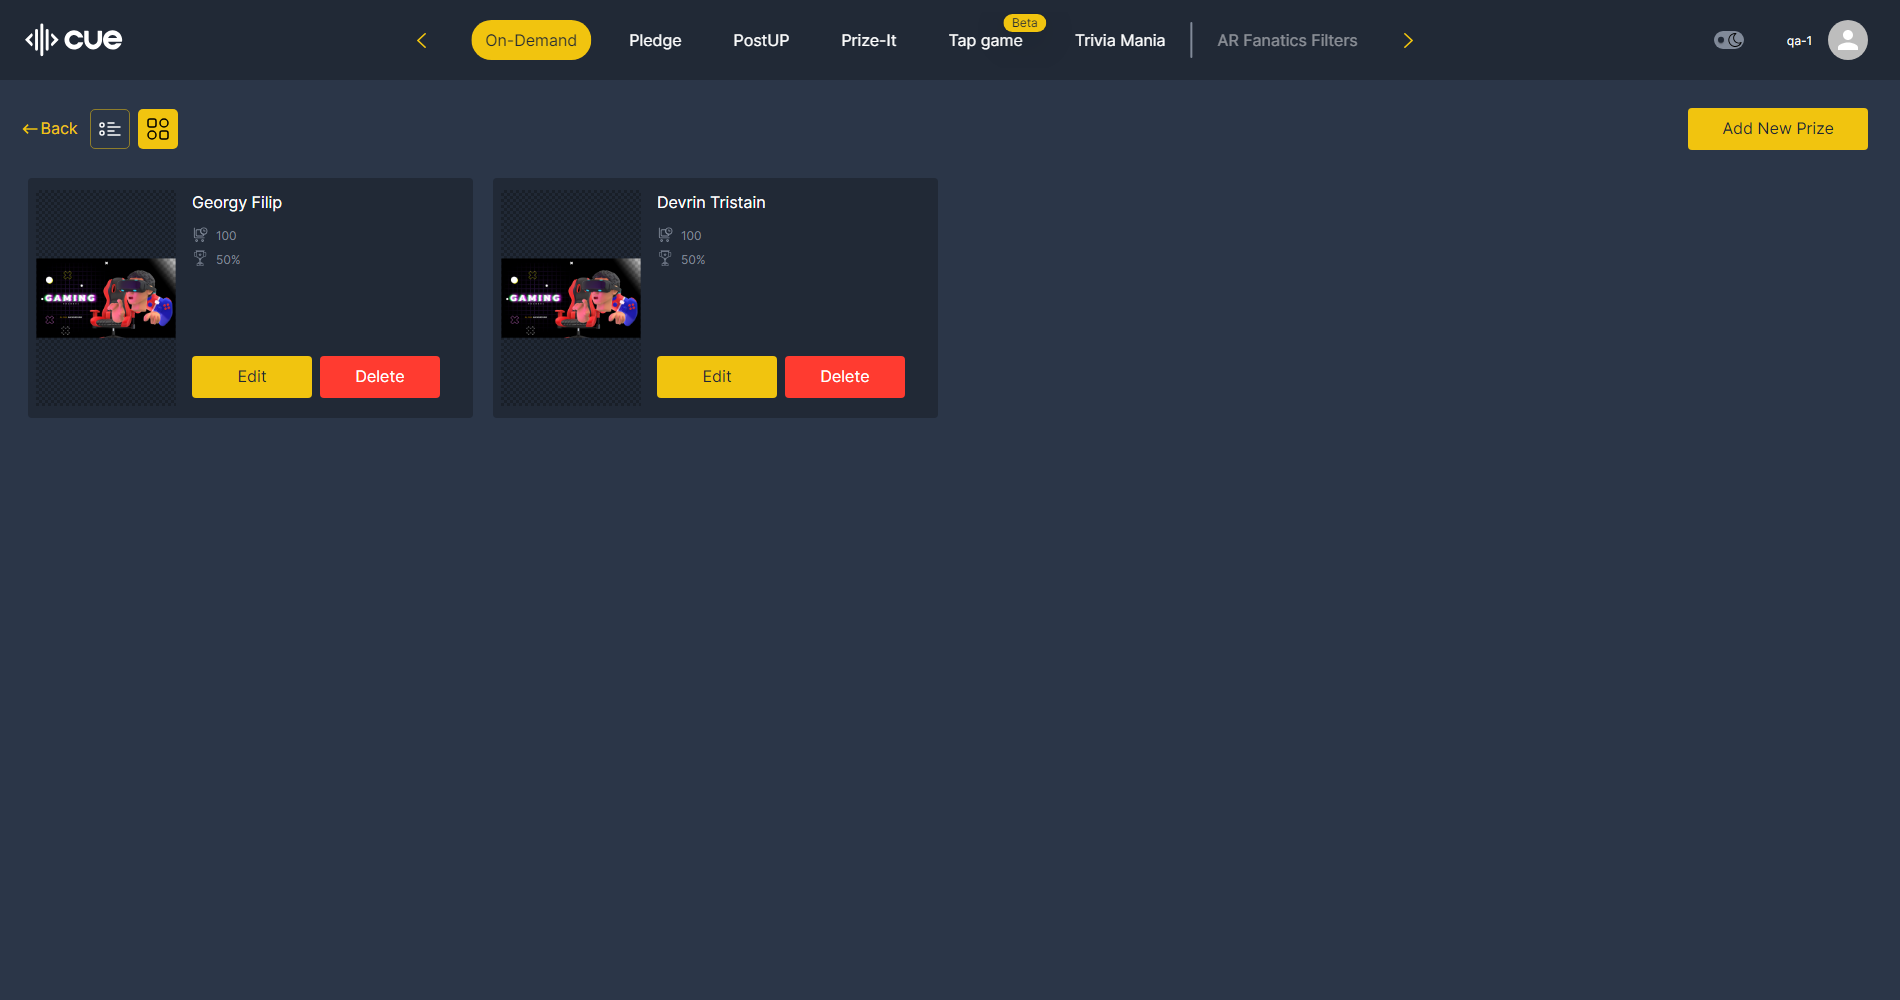 cue
On-Demand
Pledge
PostUP
Prize-It
Tap game
Beta
Trivia Mania
AR Fanatics Filters
qa-1
Back
Add New Prize
Georgy Filip
100
50%
GAMING
Edit
Delete
Devrin Tristain
100
50%
GAMING
Edit
Delete